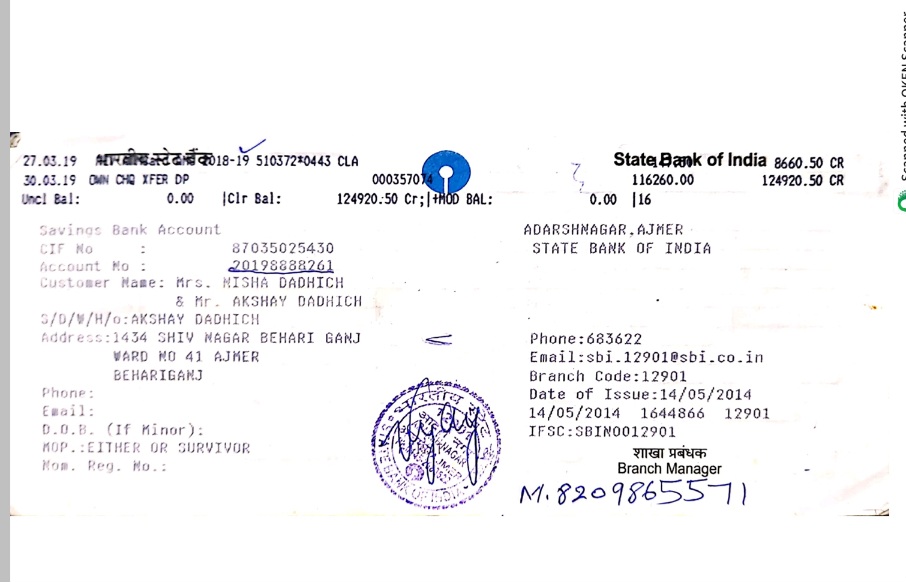 27.03.19 2018-19 510372*0443 CLA 8660.50 CR
भारतीय स्टेट बैंक State Bank of India
30.03.19 OWN CHQ XFER DP 000357074 116260.00 124920.50 CR
Uncl Bal: 0.00 |Clr Bal: 124920.50 Cr;|+MOD BAL: 0.00 |16
Savings Bank Account
CIF No : 87035025430
Account No : 20198888261
Customer Name: Mrs. NISHA DADHICH
& Mr. AKSHAY DADHICH
S/D/W/H/o:AKSHAY DADHICH
Address:1434 SHIV NAGAR BEHARI GANJ
WARD NO 41 AJMER
BEHARIGANJ
Phone:
Email:
D.O.B. (If Minor):
MOP.:EITHER OR SURVIVOR
Nom. Reg. No.:
ADARSHNAGAR,AJMER
STATE BANK OF INDIA
Phone:683622
Email:sbi.12901@sbi.co.in
Branch Code:12901
Date of Issue:14/05/2014
14/05/2014 1644866 12901
IFSC:SBIN0012901
शाखा प्रबंधक
Branch Manager
M.8209865571
BANK OF INDIA
Scanned with OKEN Scanner